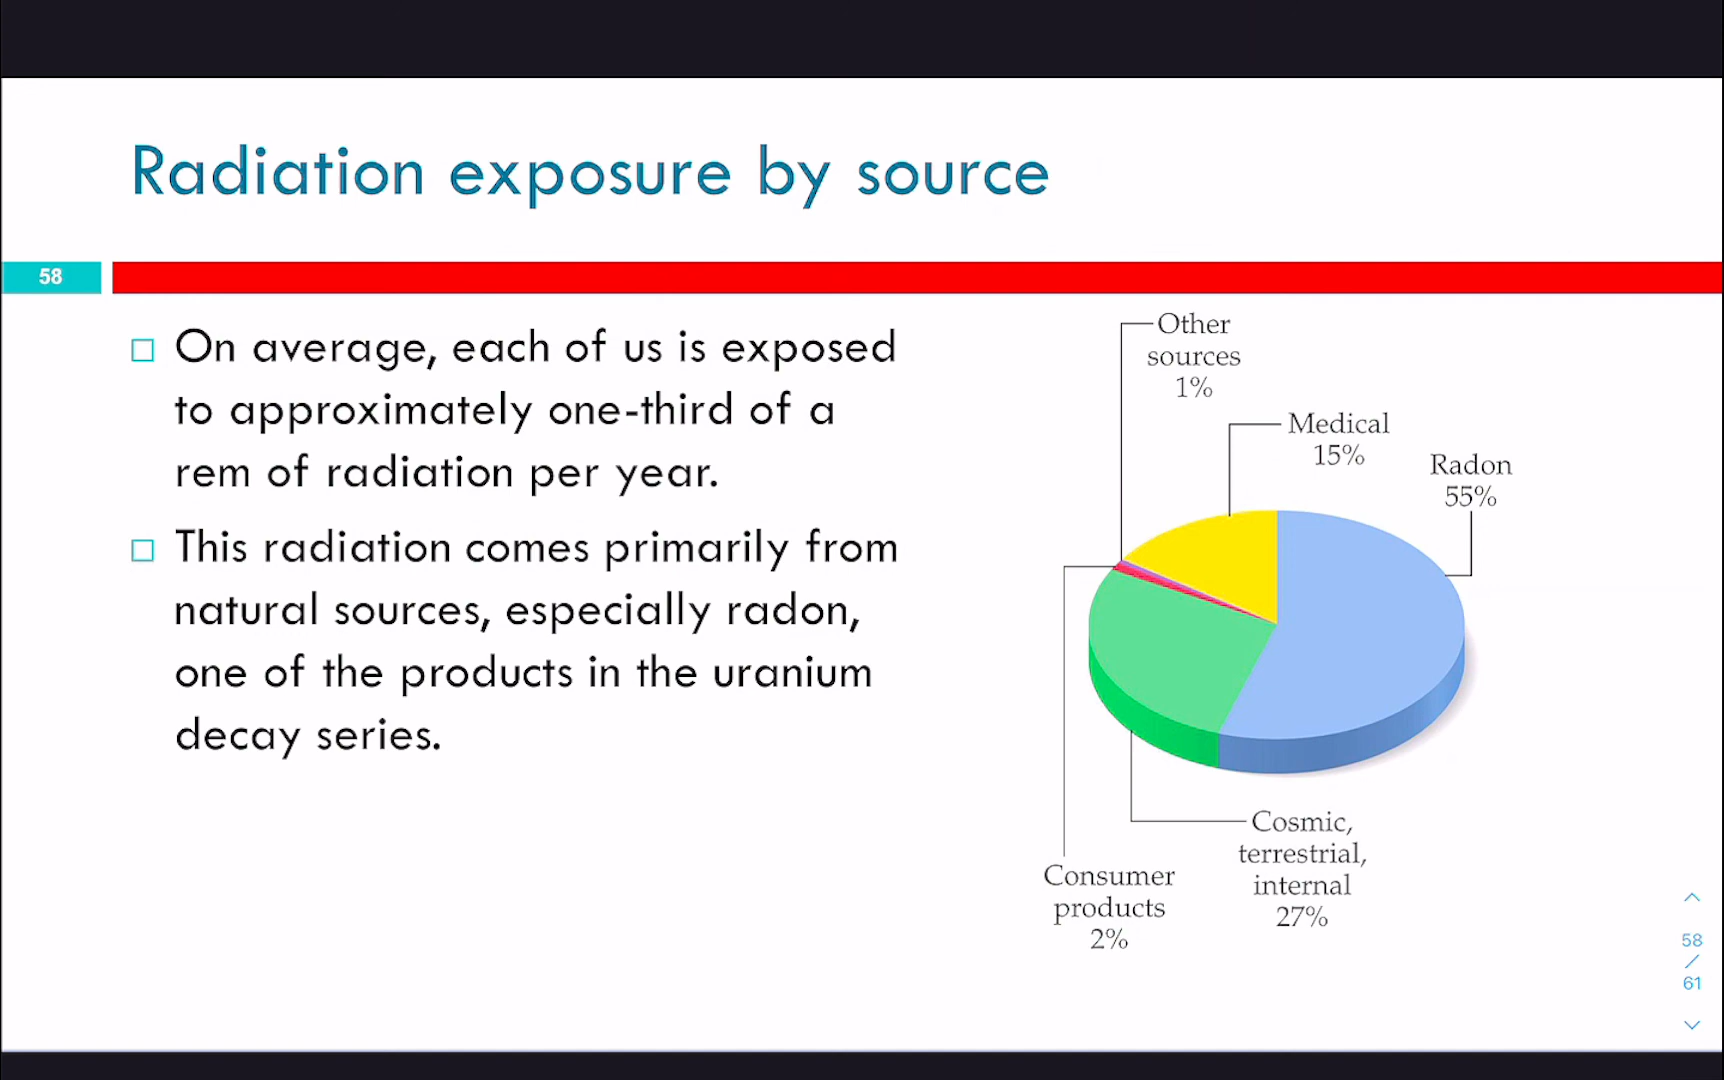 Radiation exposure by source
58
□ On average, each of us is exposed
to approximately one-third of a
rem of radiation per year.
□ This radiation comes primarily from
natural sources, especially radon,
one of the products in the uranium
decay series.
Other
sources
1%
Medical
15%
Radon
55%
Cosmic,
terrestrial,
internal
27%
Consumer
products
2%
58
/
61